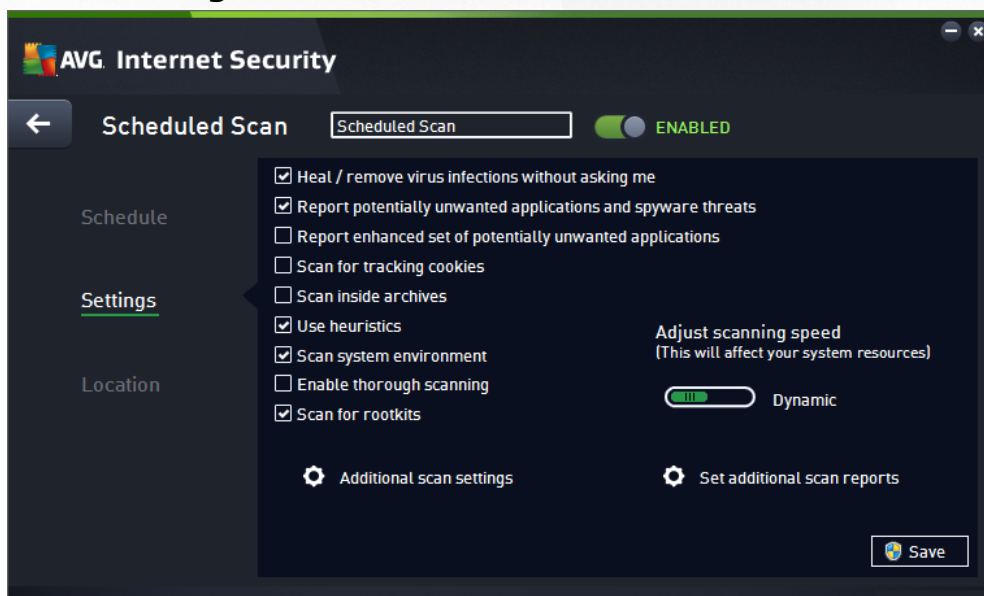 AVG. Internet Security
Scheduled Scan
Scheduled Scan
ENABLED
Schedule
Settings
Location
Heal / remove virus infections without asking me
Report potentially unwanted applications and spyware threats
Report enhanced set of potentially unwanted applications
Scan for tracking cookies
Scan inside archives
Use heuristics
Scan system environment
Enable thorough scanning
Scan for rootkits
Adjust scanning speed
(This will affect your system resources)
Dynamic
Additional scan settings
Set additional scan reports
Save